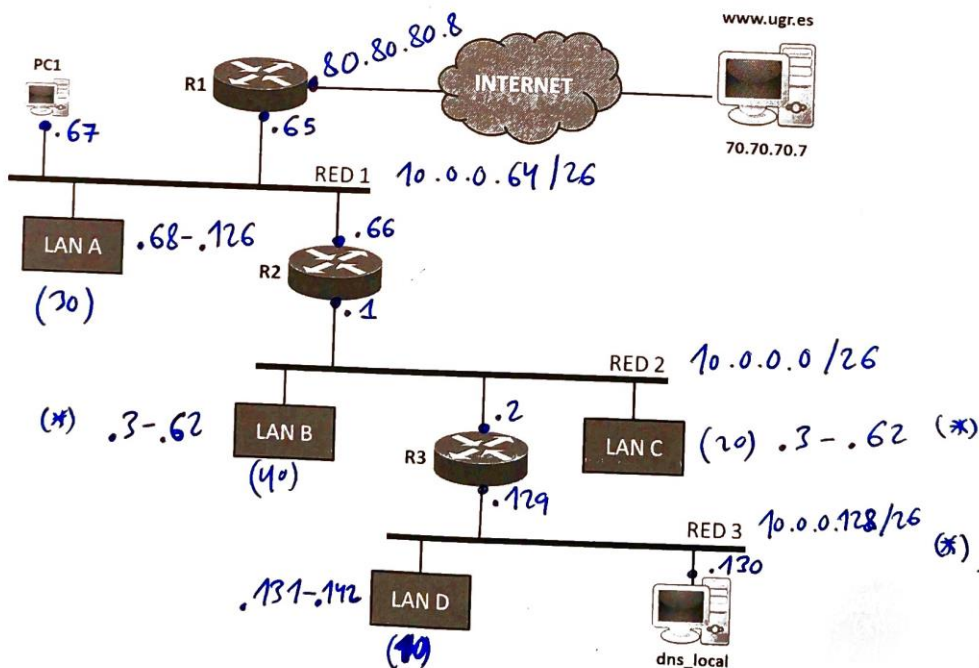 www.ugr.es
PC1
R1
80.80.80.8
INTERNET
70.70.70.7
.67
.65
RED 1 10.0.0.64/26
LAN A .68-.126
.66
R2
(30)
.1
RED 2 10.0.0.0/26
(*) .3-.62 LAN B
.2
LAN C (20) .3-.62 (*)
R3
(40)
.129
RED 3 10.0.0.128/26 (*)
.130
.131-.142 LAN D
dns_local